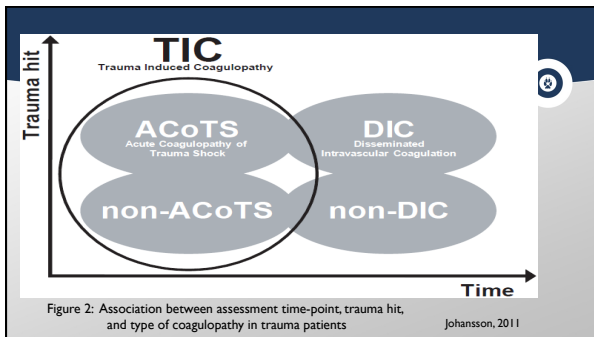 TIC
Trauma Induced Coagulopathy
Trauma hit
ACoTS
Acute Coagulopathy of
Trauma Shock
DIC
Disseminated
Intravascular Coagulation
non-ACoTS
non-DIC
Time
Figure 2: Association between assessment time-point, trauma hit,
and type of coagulopathy in trauma patients
Johansson, 2011